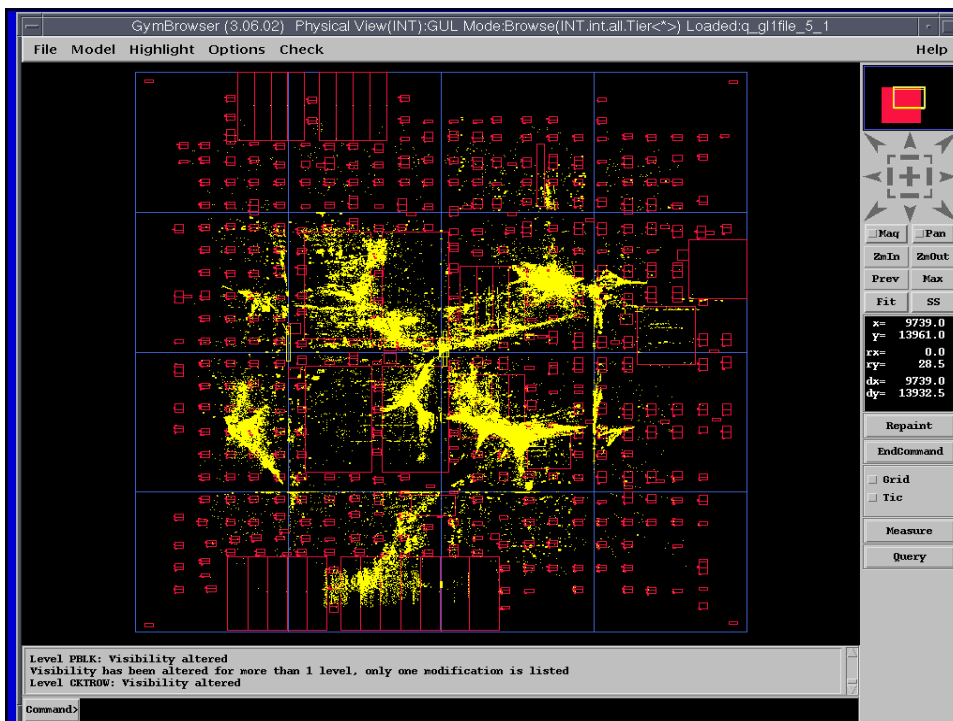 GymBrowser (3.06.02) Physical View(INT):GUL Mode:Browse(INT.int.all.Tier<*>) Loaded:q_gl1file_5_1
File Model Highlight Options Check Help
Mag Pan
ZmIn ZmOut
Prev Max
Fit SS
x= 9739.0
y= 13961.0
rx= 0.0
ry= 28.5
dx= 9739.0
dy= 13932.5
Repaint
EndCommand
Grid
Tic
Measure
Query
Level PBLK: Visibility altered
Visibility has been altered for more than 1 level, only one modification is listed
Level CKTROW: Visibility altered
Command>